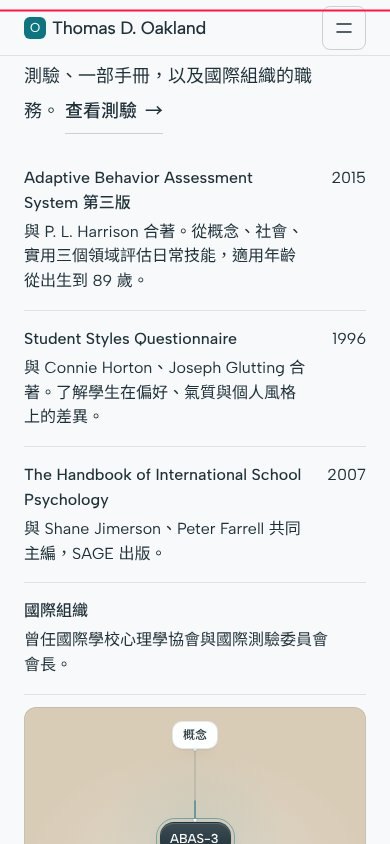 O Thomas D. Oakland
測驗、一部手冊，以及國際組織的職
務。 查看測驗 →
Adaptive Behavior Assessment 2015
System 第三版
與 P. L. Harrison 合著。從概念、社會、
實用三個領域評估日常技能，適用年齡
從出生到 89 歲。
Student Styles Questionnaire 1996
與 Connie Horton、Joseph Glutting 合
著。了解學生在偏好、氣質與個人風格
上的差異。
The Handbook of International School 2007
Psychology
與 Shane Jimerson、Peter Farrell 共同
主編，SAGE 出版。
國際組織
曾任國際學校心理學協會與國際測驗委員會
會長。
概念
ABAS-3